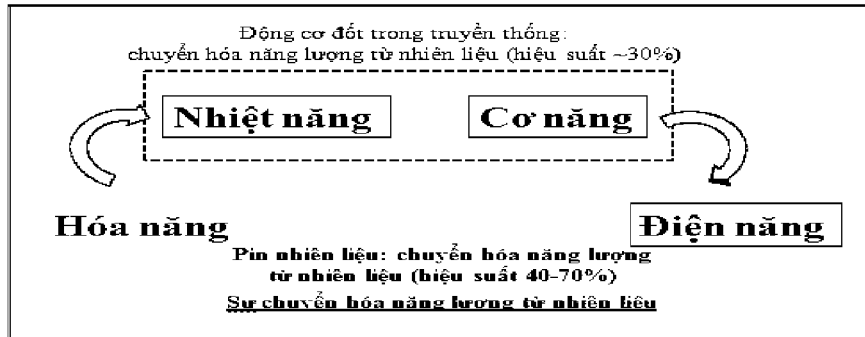 Động cơ đốt trong truyền thống:
chuyển hóa năng lượng từ nhiên liệu (hiệu suất ~30%)
Nhiệt năng
Cơ năng
Hóa năng
Điện năng
Pin nhiên liệu: chuyển hóa năng lượng
từ nhiên liệu (hiệu suất 40-70%)
Sự chuyển hóa năng lượng từ nhiên liệu